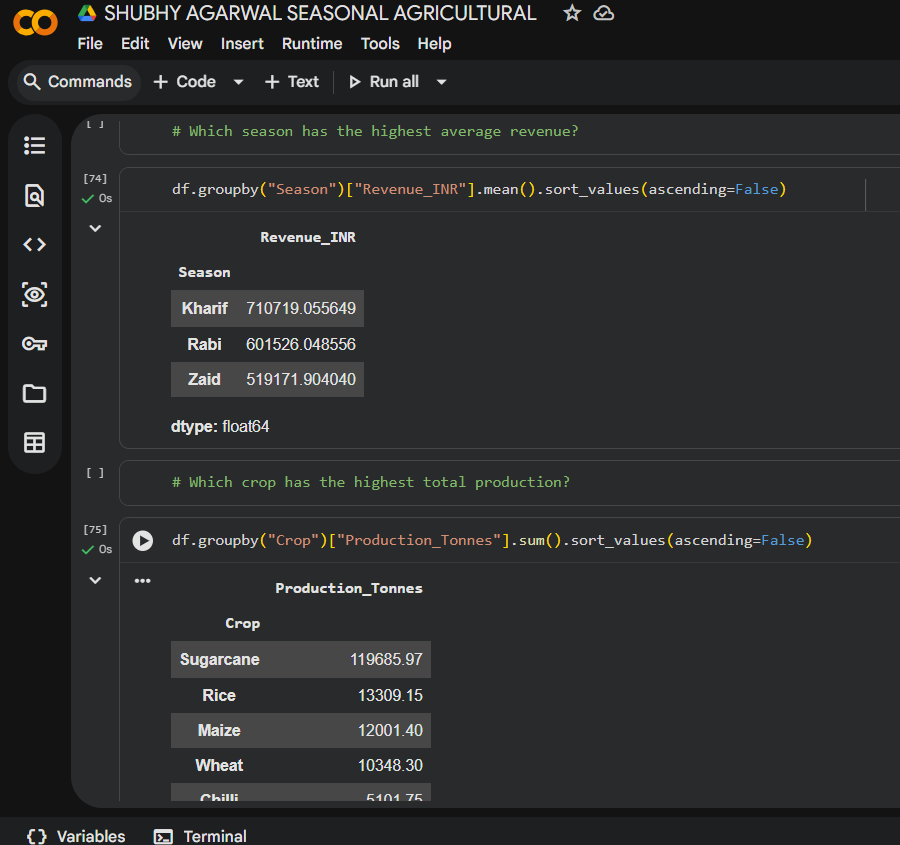 SHUBHY AGARWAL SEASONAL AGRICULTURAL
File Edit View Insert Runtime Tools Help
Commands + Code + Text Run all
[ ]
# Which season has the highest average revenue?
[74]
0s
df.groupby("Season")["Revenue_INR"].mean().sort_values(ascending=False)
Revenue_INR
Season
Kharif 710719.055649
Rabi 601526.048556
Zaid 519171.904040
dtype: float64
[ ]
# Which crop has the highest total production?
[75]
0s
df.groupby("Crop")["Production_Tonnes"].sum().sort_values(ascending=False)
Production_Tonnes
Crop
Sugarcane 119685.97
Rice 13309.15
Maize 12001.40
Wheat 10348.30
Chilli 5101.75
Variables Terminal